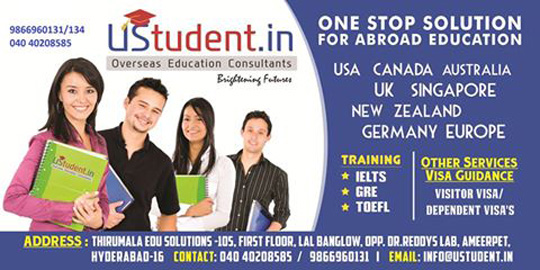 9866960131/134
040 40208585
UStudent.in
Overseas Education Consultants
Brightening Futures
UStudent.in
ONE STOP SOLUTION
FOR ABROAD EDUCATION
USA CANADA AUSTRALIA
UK SINGAPORE
NEW ZEALAND
GERMANY EUROPE
TRAINING
★ IELTS
★ GRE
★ TOEFL
OTHER SERVICES
VISA GUIDANCE
VISITOR VISA/
DEPENDENT VISA'S
ADDRESS : THIRUMALA EDU SOLUTIONS -105, FIRST FLOOR, LAL BANGLOW, OPP. DR.REDDYS LAB, AMEERPET,
HYDERABAD-16 CONTACT: 040 40208585 / 9866960131 | EMAIL: INFO@USTUDENT.IN